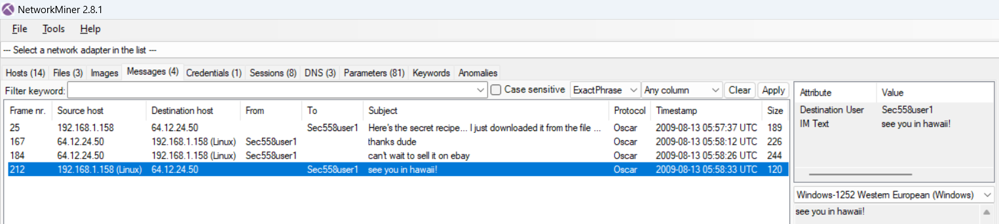 NetworkMiner 2.8.1
File Tools Help
--- Select a network adapter in the list ---
Hosts (14) Files (3) Images Messages (4) Credentials (1) Sessions (8) DNS (3) Parameters (81) Keywords Anomalies
Filter keyword: Case sensitive ExactPhrase Any column Clear Apply
Frame nr. Source host Destination host From To Subject Protocol Timestamp Size
25 192.168.1.158 64.12.24.50 Sec558user1 Here's the secret recipe... I just downloaded it from the file ... Oscar 2009-08-13 05:57:37 UTC 189
167 64.12.24.50 192.168.1.158 (Linux) Sec558user1 thanks dude Oscar 2009-08-13 05:58:12 UTC 226
184 64.12.24.50 192.168.1.158 (Linux) Sec558user1 can't wait to sell it on ebay Oscar 2009-08-13 05:58:26 UTC 244
212 192.168.1.158 (Linux) 64.12.24.50 Sec558user1 see you in hawaii! Oscar 2009-08-13 05:58:33 UTC 120
Attribute Value
Destination User Sec558user1
IM Text see you in hawaii!
Windows-1252 Western European (Windows)
see you in hawaii!